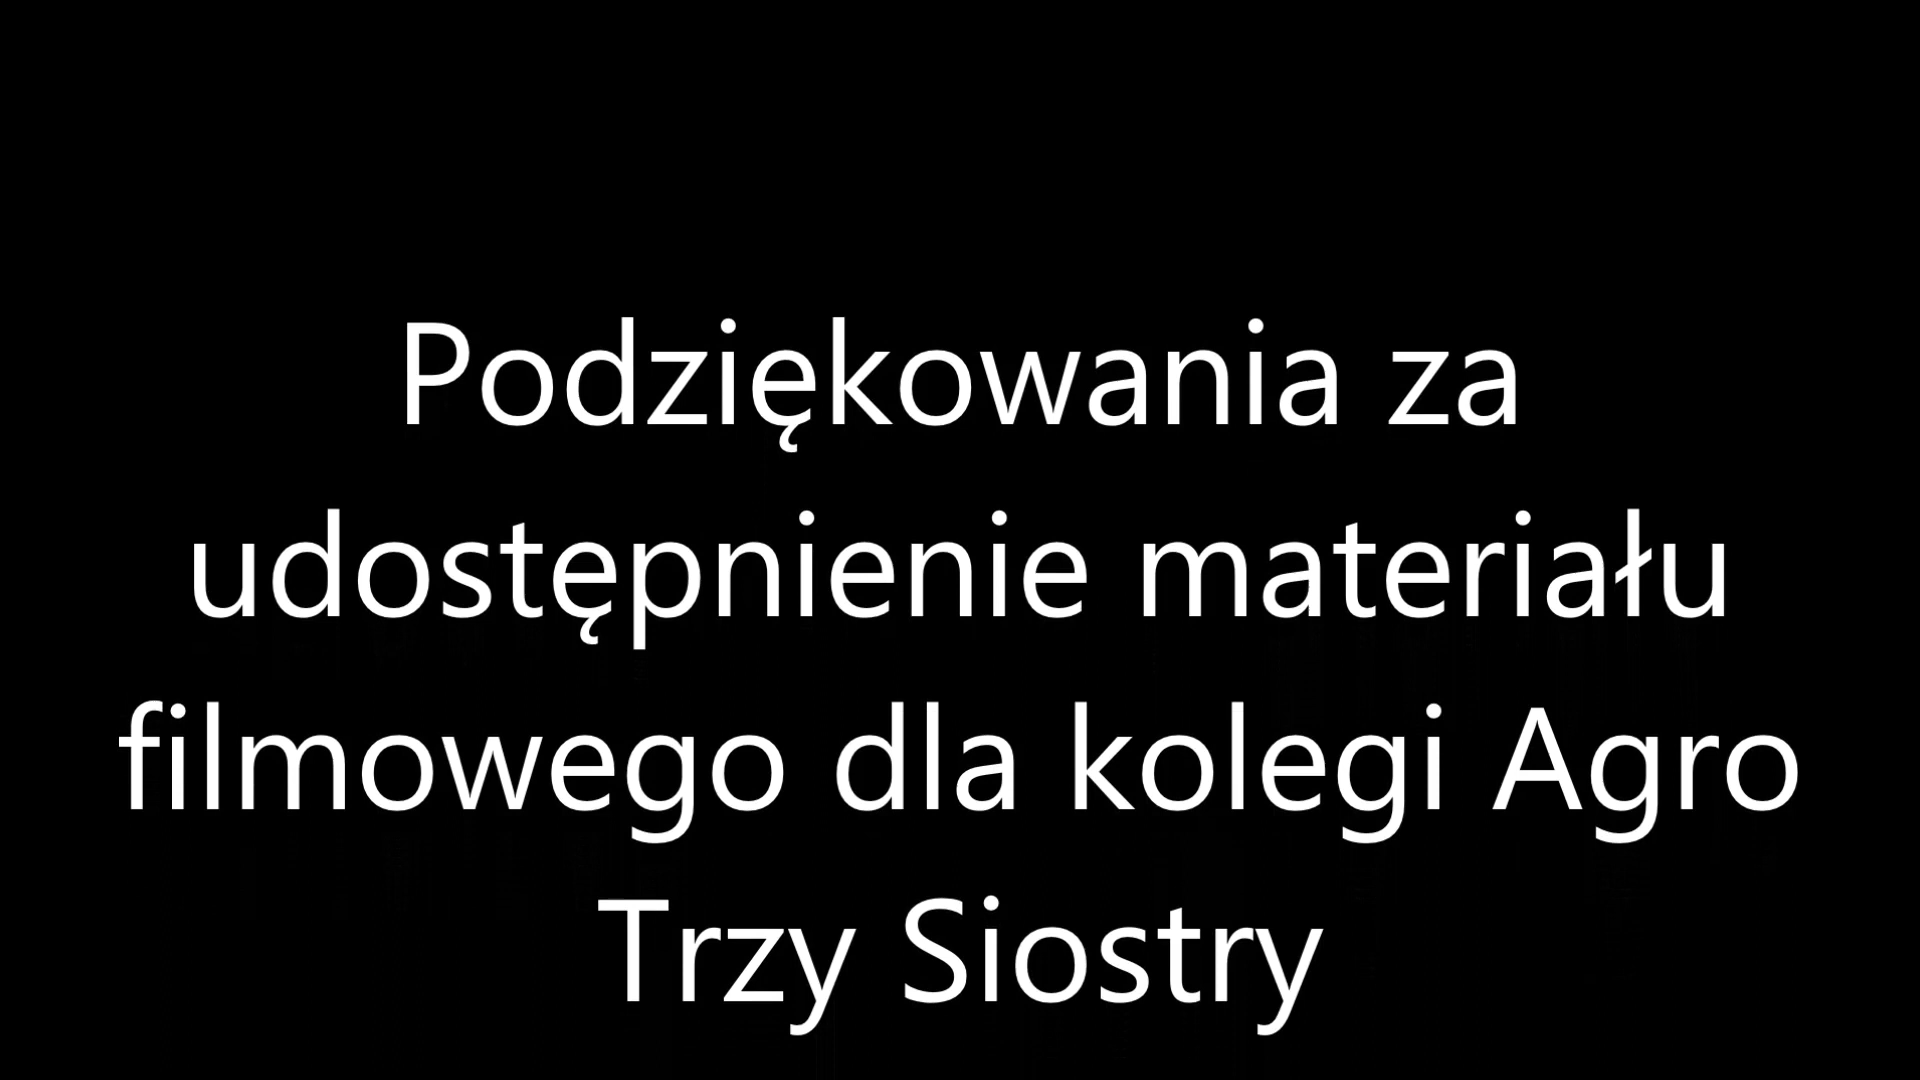 Podziękowania za
udostępnienie materiału
filmowego dla kolegi Agro
Trzy Siostry